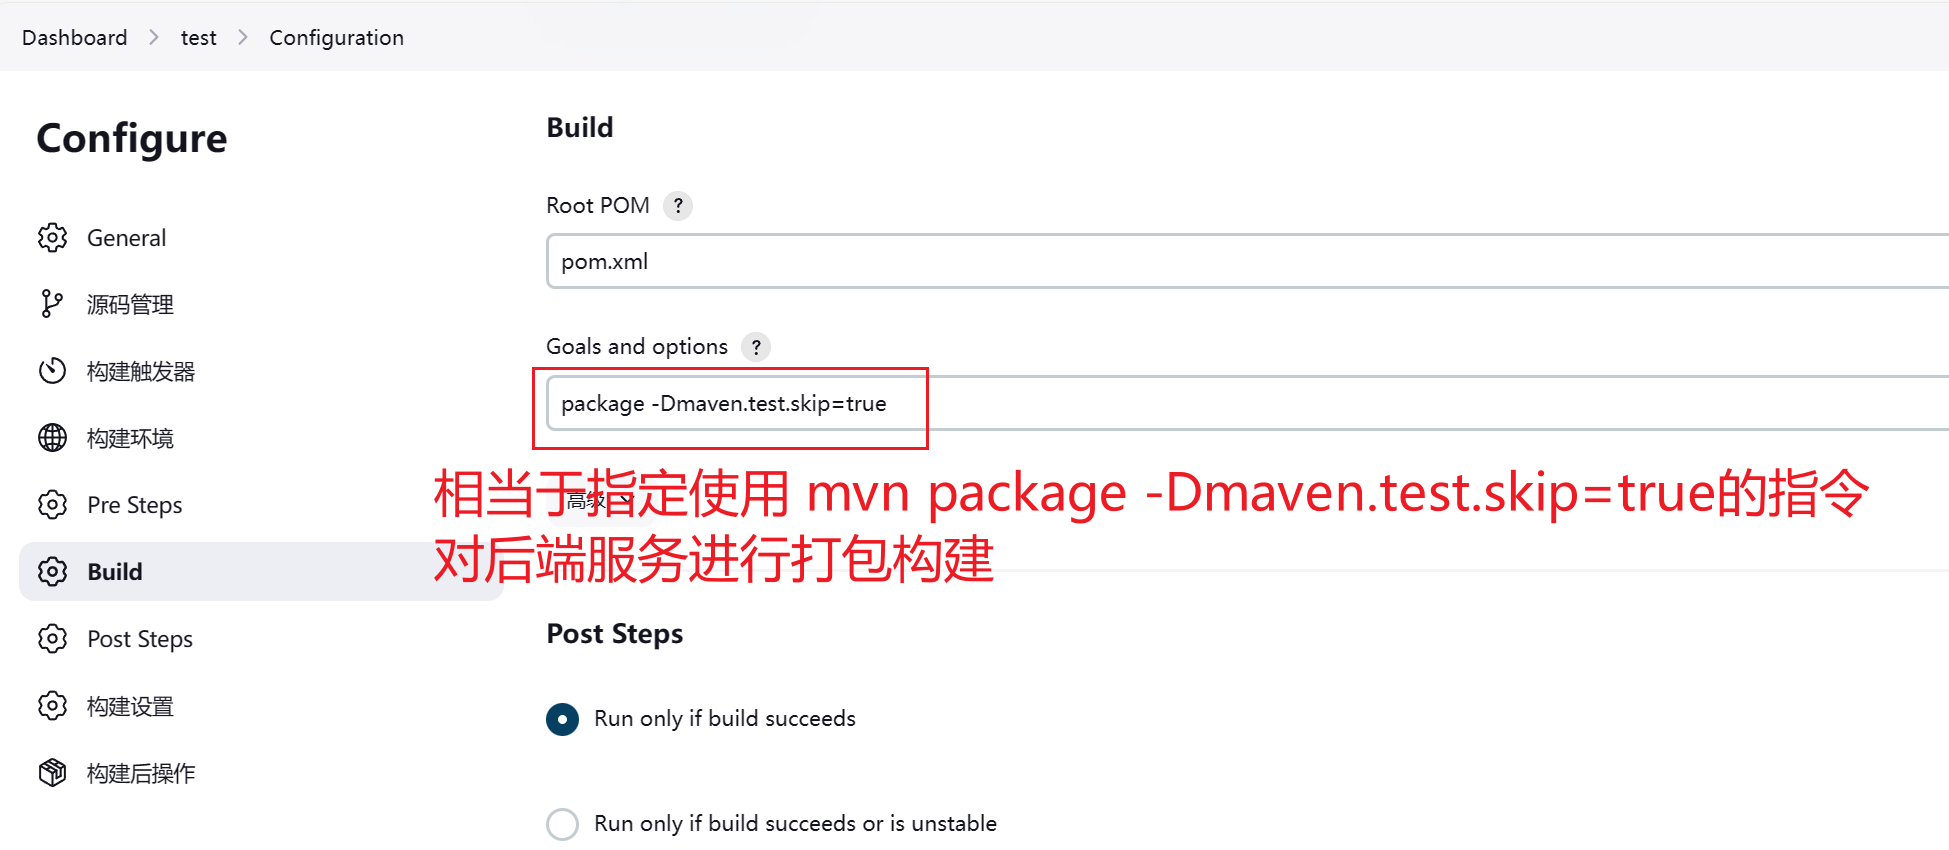 Dashboard > test > Configuration
Configure
General
源码管理
构建触发器
构建环境
Pre Steps
Build
Post Steps
构建设置
构建后操作
Build
Root POM ?
pom.xml
Goals and options ?
package -Dmaven.test.skip=true
高级
相当于指定使用 mvn package -Dmaven.test.skip=true的指令
对后端服务进行打包构建
Post Steps
Run only if build succeeds
Run only if build succeeds or is unstable